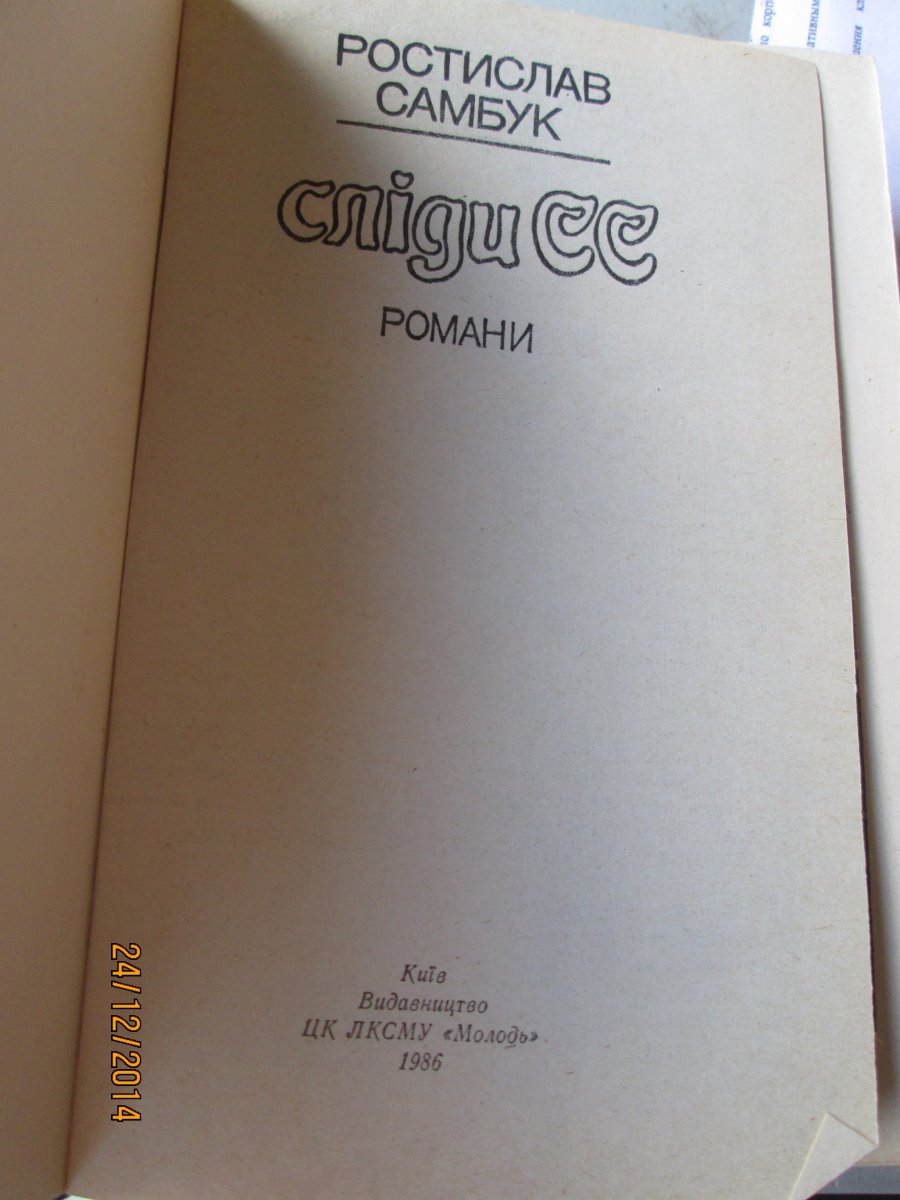 РОСТИСЛАВ
САМБУК
сліди СС
РОМАНИ
Київ
Видавництво
ЦК ЛКСМУ «Молодь»
1986
24/12/2014